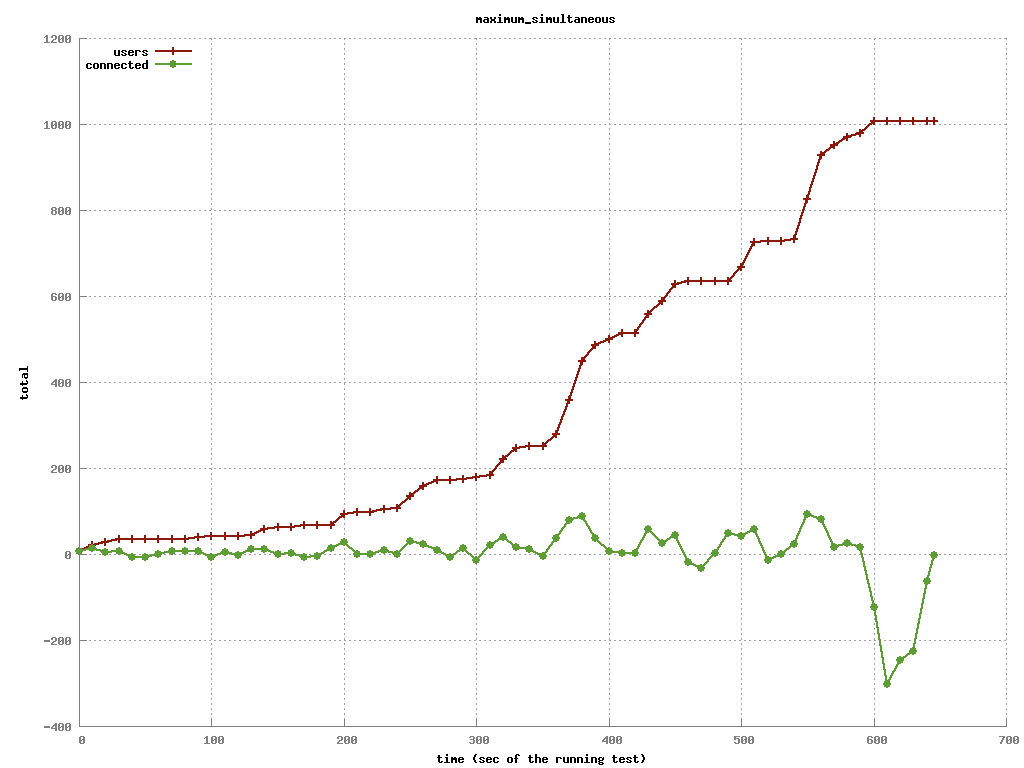 maximum_simultaneous
1200
1000
800
600
400
200
0
-200
-400
users
connected
total
0 100 200 300 400 500 600 700
time (sec of the running test)